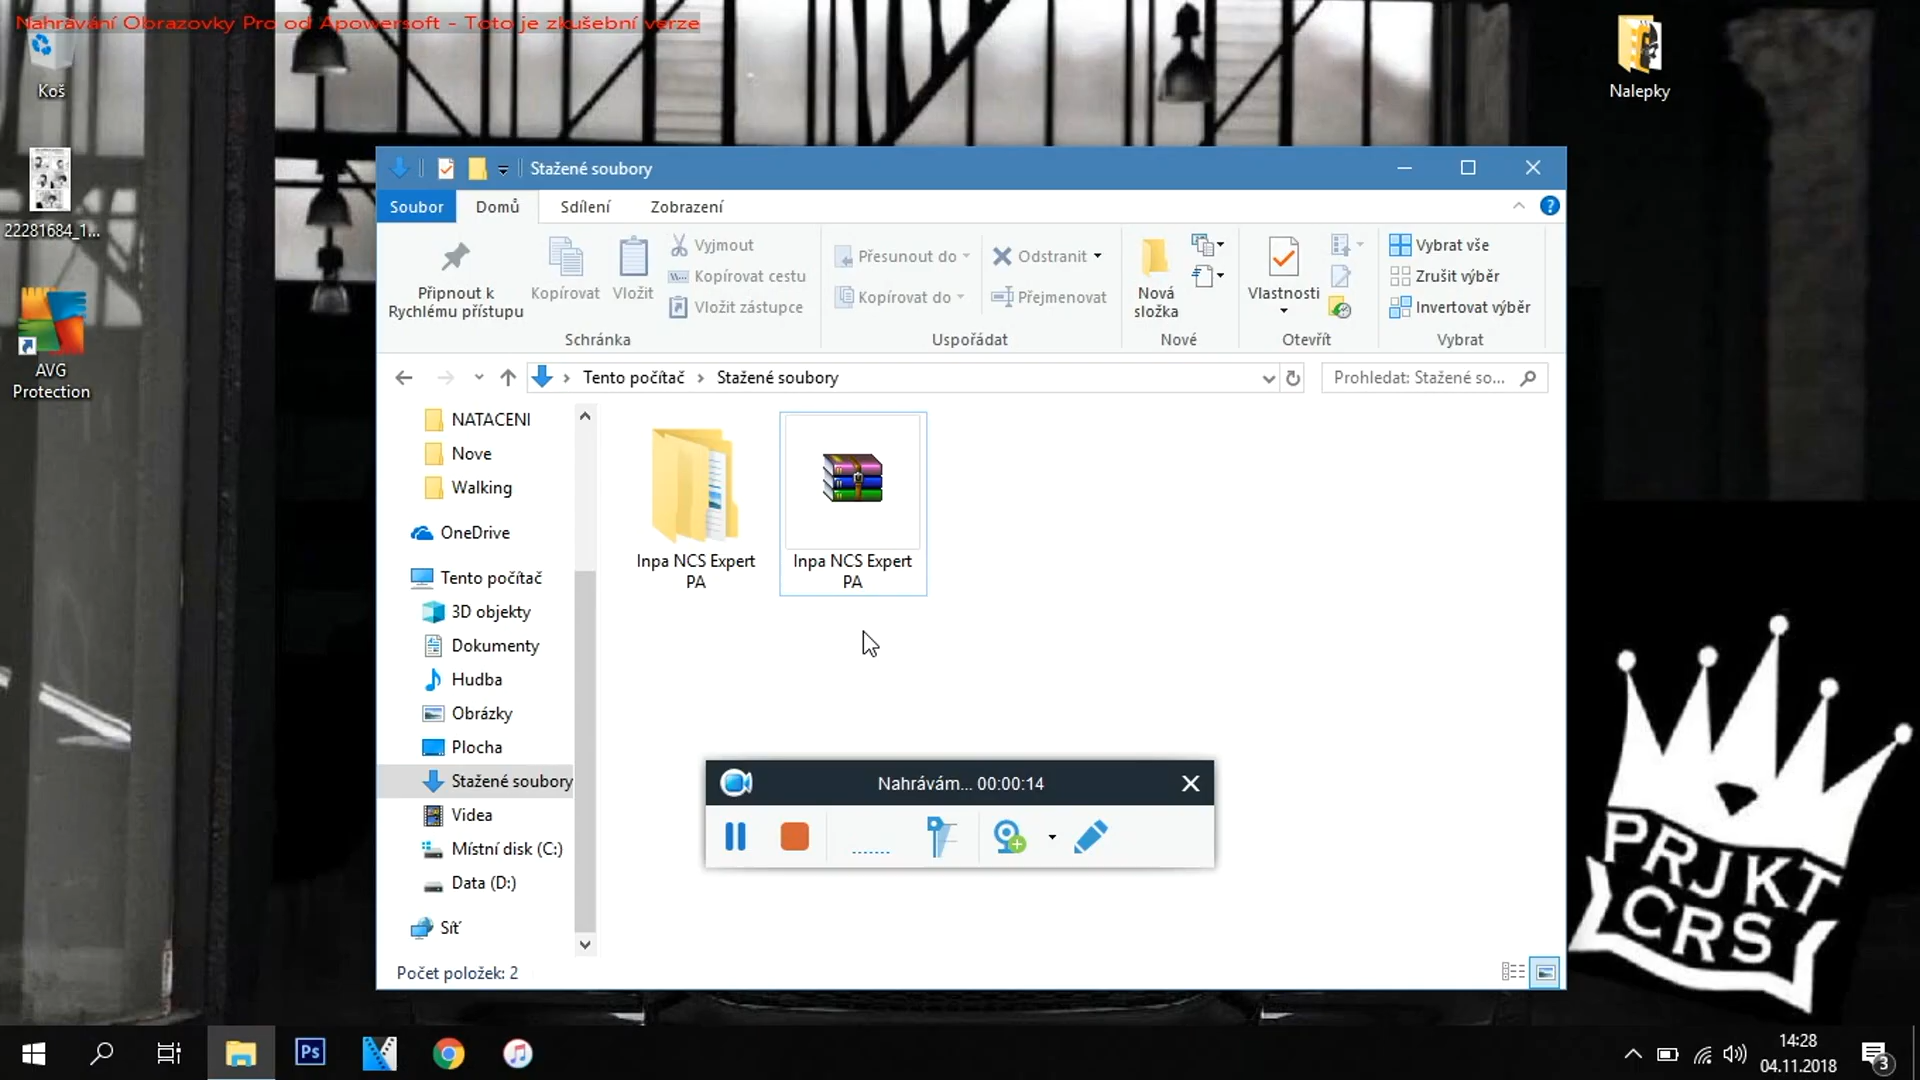 Nahrávání Obrazovky Pro od Apowersoft - Toto je zkušební verze
Koš
22281684_1...
AVG
Protection
Nalepky
Stažené soubory
Soubor
Domů
Sdílení
Zobrazení
Připnout k
Rychlému přístupu
Kopírovat
Vložit
Vyjmout
Kopírovat cestu
Vložit zástupce
Schránka
Přesunout do
Kopírovat do
Odstranit
Přejmenovat
Uspořádat
Nová
složka
Nové
Vlastnosti
Otevřít
Vybrat vše
Zrušit výběr
Invertovat výběr
Vybrat
Tento počítač
Stažené soubory
Prohledat: Stažené so...
NATACENI
Nove
Walking
OneDrive
Tento počítač
3D objekty
Dokumenty
Hudba
Obrázky
Plocha
Stažené soubory
Videa
Místní disk (C:)
Data (D:)
Síť
Inpa NCS Expert
PA
Inpa NCS Expert
PA
Nahrávám... 00:00:14
Počet položek: 2
PRJKT
CRS
Ps
14:28
04.11.2018
3